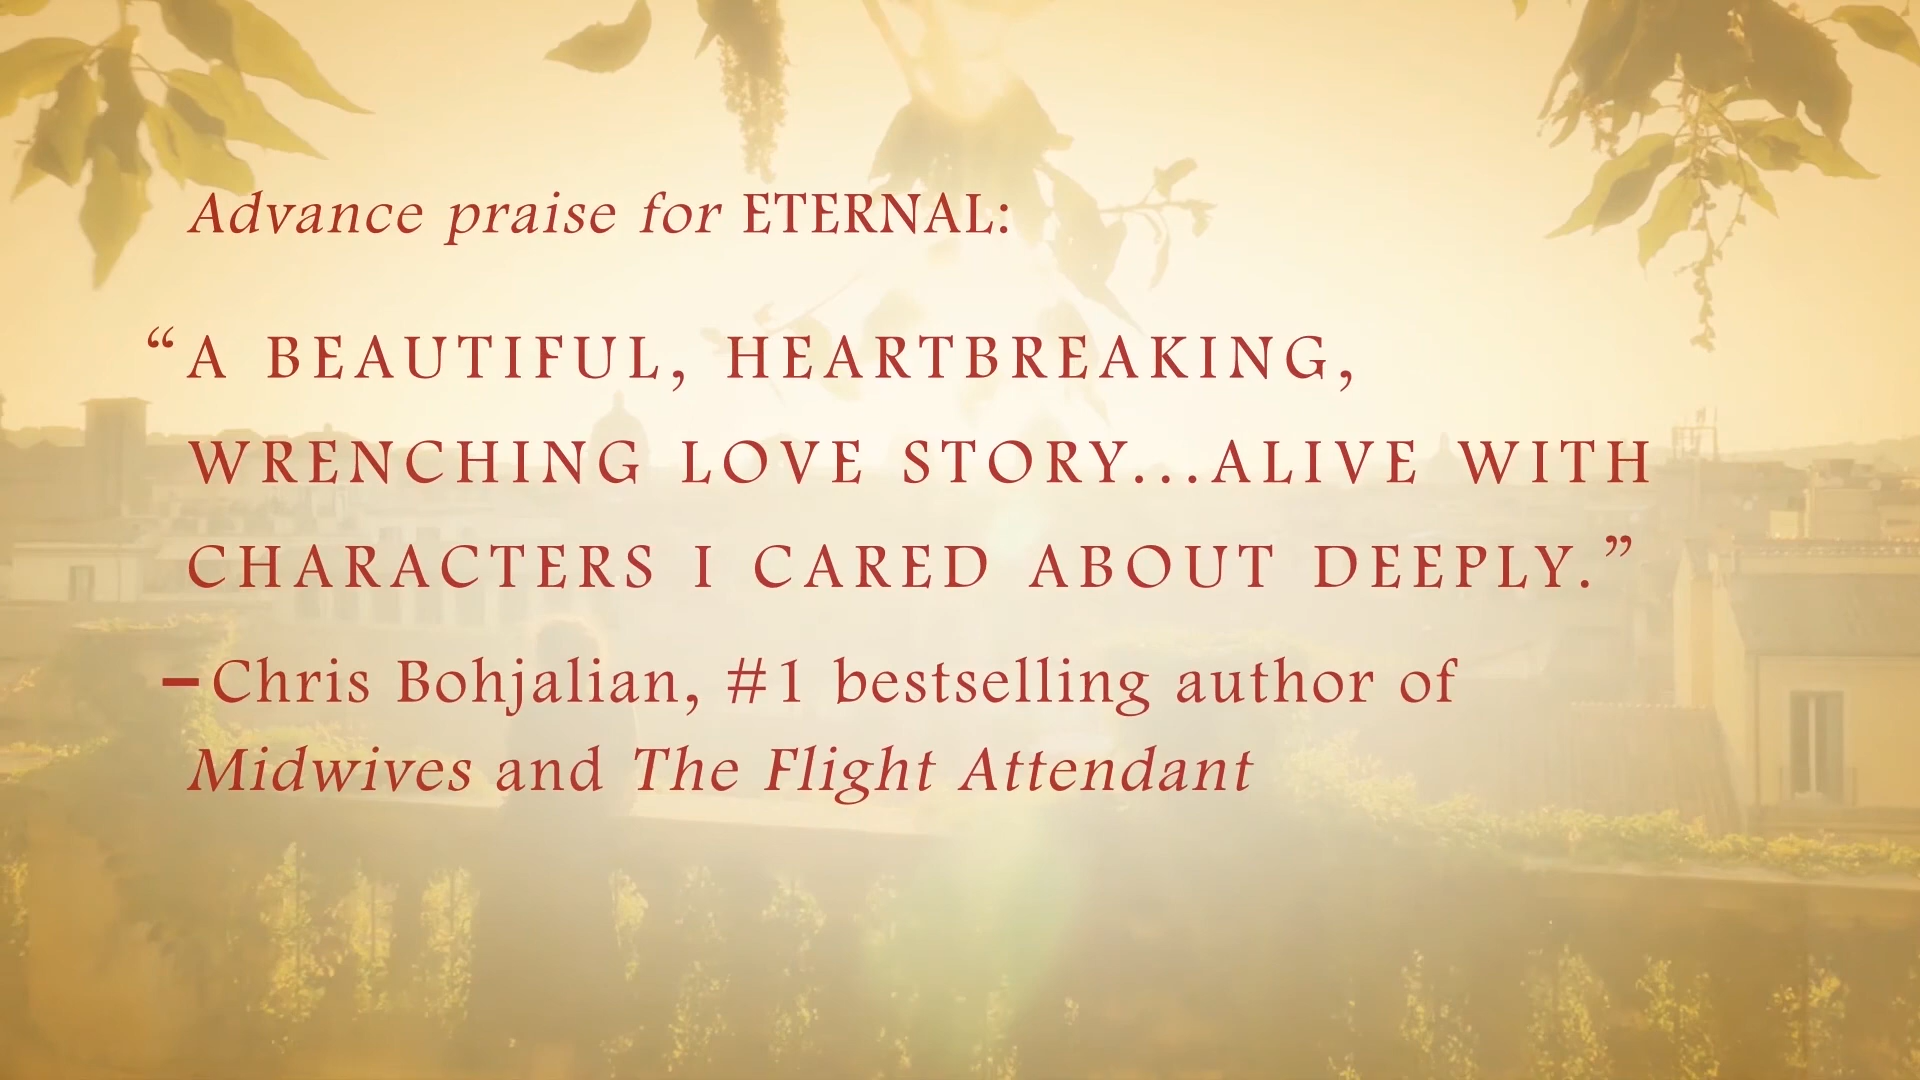 Advance praise for ETERNAL:
“A BEAUTIFUL, HEARTBREAKING,
WRENCHING LOVE STORY...ALIVE WITH
CHARACTERS I CARED ABOUT DEEPLY.”
–Chris Bohjalian, #1 bestselling author of
Midwives and The Flight Attendant